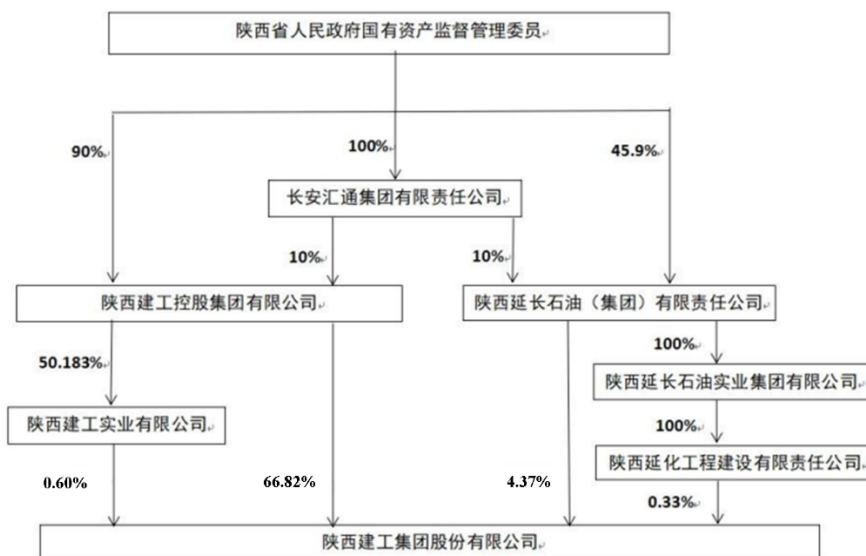 陕西省人民政府国有资产监督管理委员
90%
100%
45.9%
长安汇通集团有限责任公司
10%
10%
陕西建工控股集团有限公司
陕西延长石油（集团）有限责任公司
100%
50.183%
陕西延长石油实业集团有限公司
陕西建工实业有限公司
100%
陕西延化工程建设有限责任公司
0.60%
66.82%
4.37%
0.33%
陕西建工集团股份有限公司